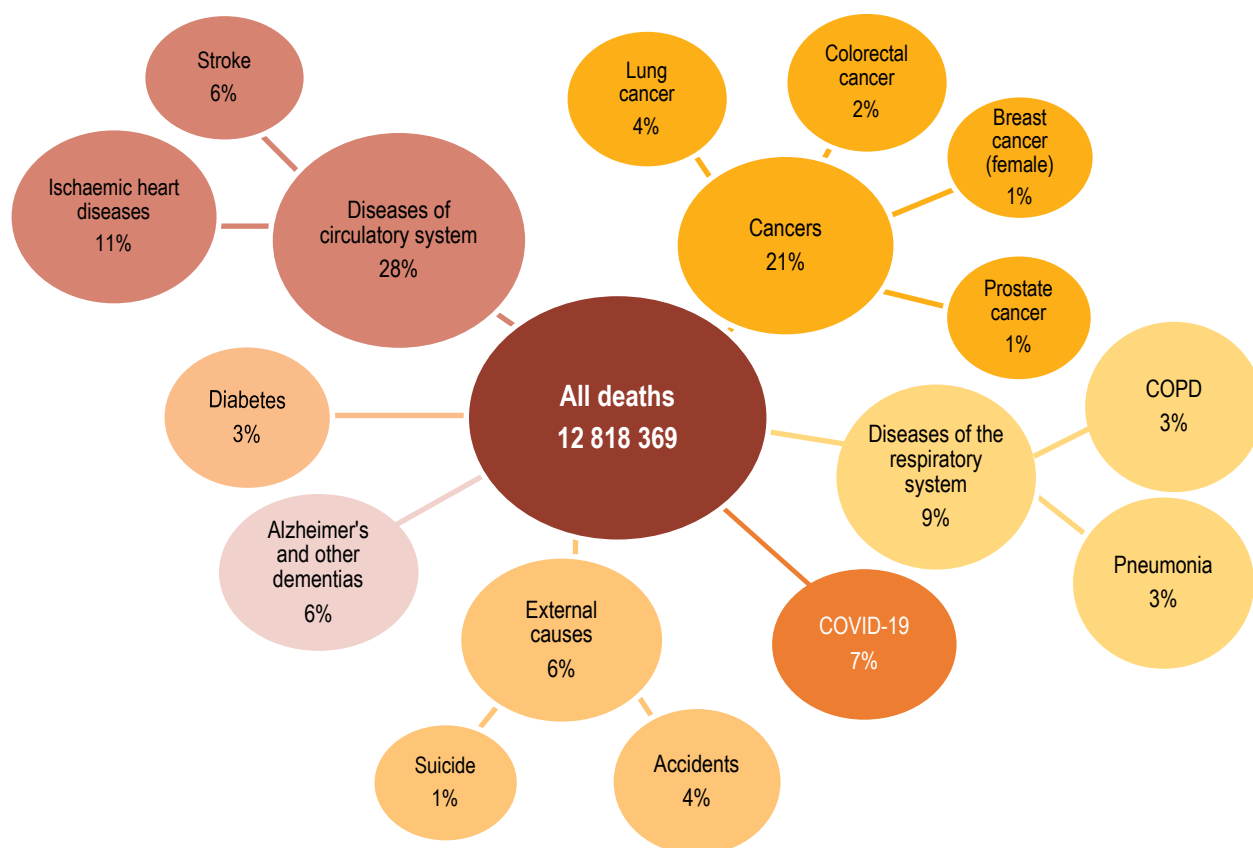 Stroke
6%
Ischaemic heart
diseases
11%
Diseases of
circulatory system
28%
Lung
cancer
4%
Colorectal
cancer
2%
Breast
cancer
(female)
1%
Cancers
21%
Prostate
cancer
1%
All deaths
12 818 369
Diabetes
3%
COPD
3%
Diseases of the
respiratory
system
9%
Pneumonia
3%
Alzheimer's
and other
dementias
6%
External
causes
6%
COVID-19
7%
Suicide
1%
Accidents
4%